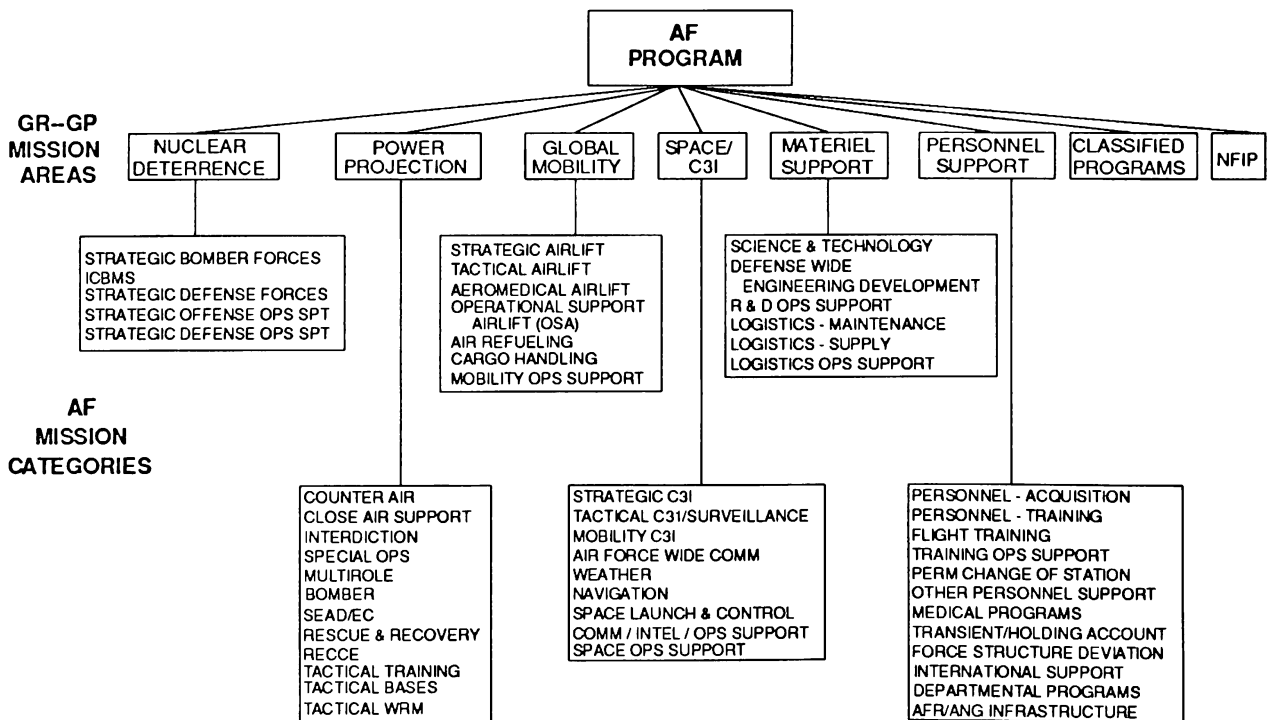 AF
PROGRAM
GR-GP
MISSION
AREAS
NUCLEAR
DETERRENCE
POWER
PROJECTION
GLOBAL
MOBILITY
SPACE/
C3I
MATERIEL
SUPPORT
PERSONNEL
SUPPORT
CLASSIFIED
PROGRAMS
NFIP
STRATEGIC BOMBER FORCES
ICBMS
STRATEGIC DEFENSE FORCES
STRATEGIC OFFENSE OPS SPT
STRATEGIC DEFENSE OPS SPT
STRATEGIC AIRLIFT
TACTICAL AIRLIFT
AEROMEDICAL AIRLIFT
OPERATIONAL SUPPORT
AIRLIFT (OSA)
AIR REFUELING
CARGO HANDLING
MOBILITY OPS SUPPORT
SCIENCE & TECHNOLOGY
DEFENSE WIDE
ENGINEERING DEVELOPMENT
R & D OPS SUPPORT
LOGISTICS - MAINTENANCE
LOGISTICS - SUPPLY
LOGISTICS OPS SUPPORT
AF
MISSION
CATEGORIES
COUNTER AIR
CLOSE AIR SUPPORT
INTERDICTION
SPECIAL OPS
MULTIROLE
BOMBER
SEAD/EC
RESCUE & RECOVERY
RECCE
TACTICAL TRAINING
TACTICAL BASES
TACTICAL WRM
STRATEGIC C3I
TACTICAL C31/SURVEILLANCE
MOBILITY C3I
AIR FORCE WIDE COMM
WEATHER
NAVIGATION
SPACE LAUNCH & CONTROL
COMM / INTEL / OPS SUPPORT
SPACE OPS SUPPORT
PERSONNEL - ACQUISITION
PERSONNEL - TRAINING
FLIGHT TRAINING
TRAINING OPS SUPPORT
PERM CHANGE OF STATION
OTHER PERSONNEL SUPPORT
MEDICAL PROGRAMS
TRANSIENT/HOLDING ACCOUNT
FORCE STRUCTURE DEVIATION
INTERNATIONAL SUPPORT
DEPARTMENTAL PROGRAMS
AFR/ANG INFRASTRUCTURE